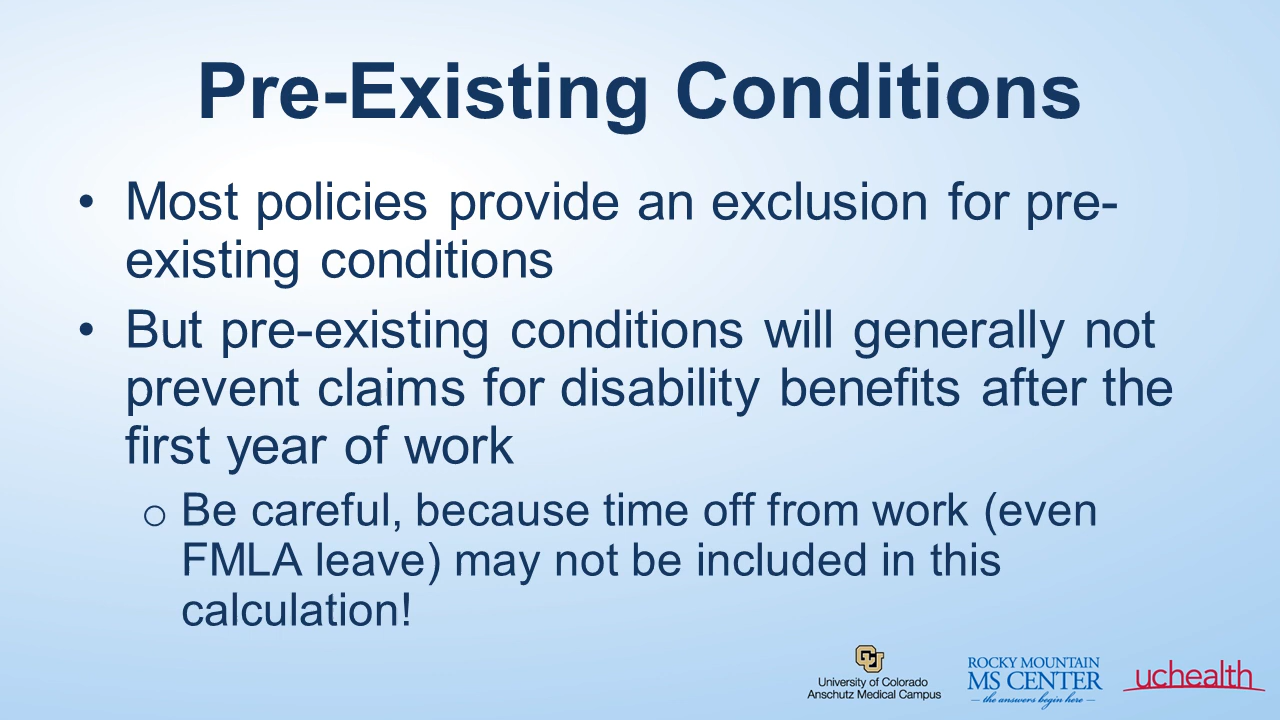 Pre-Existing Conditions
• Most policies provide an exclusion for pre-
existing conditions
• But pre-existing conditions will generally not
prevent claims for disability benefits after the
first year of work
o Be careful, because time off from work (even
FMLA leave) may not be included in this
calculation!
CU
University of Colorado
Anschutz Medical Campus
ROCKY MOUNTAIN
MS CENTER
— the answers begin here —
uchealth